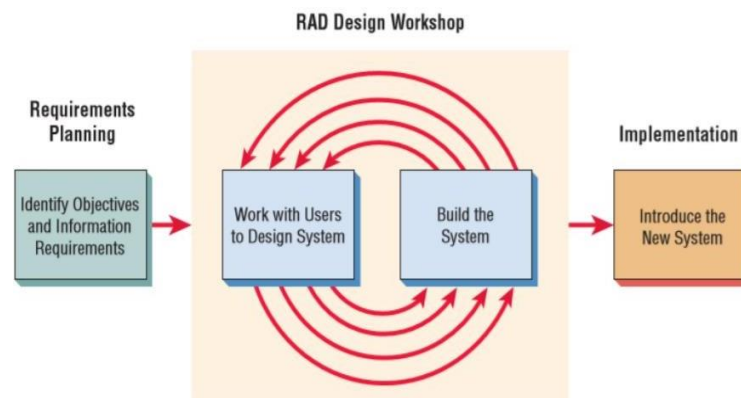 RAD Design Workshop
Requirements
Planning
Identify Objectives
and Information
Requirements
Work with Users
to Design System
Build the
System
Implementation
Introduce the
New System